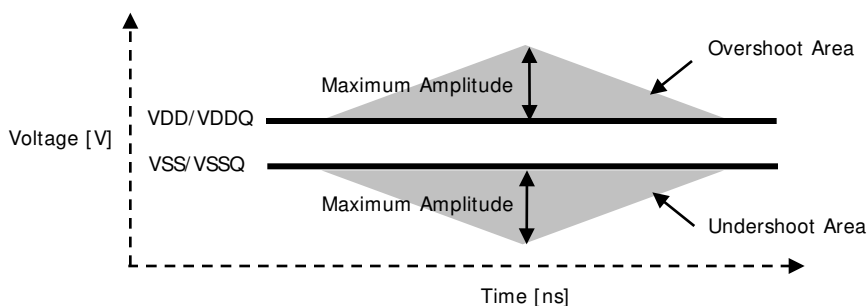 Overshoot Area
Maximum Amplitude
VDD/VDDQ
Voltage [V]
VSS/VSSQ
Maximum Amplitude
Undershoot Area
Time [ns]